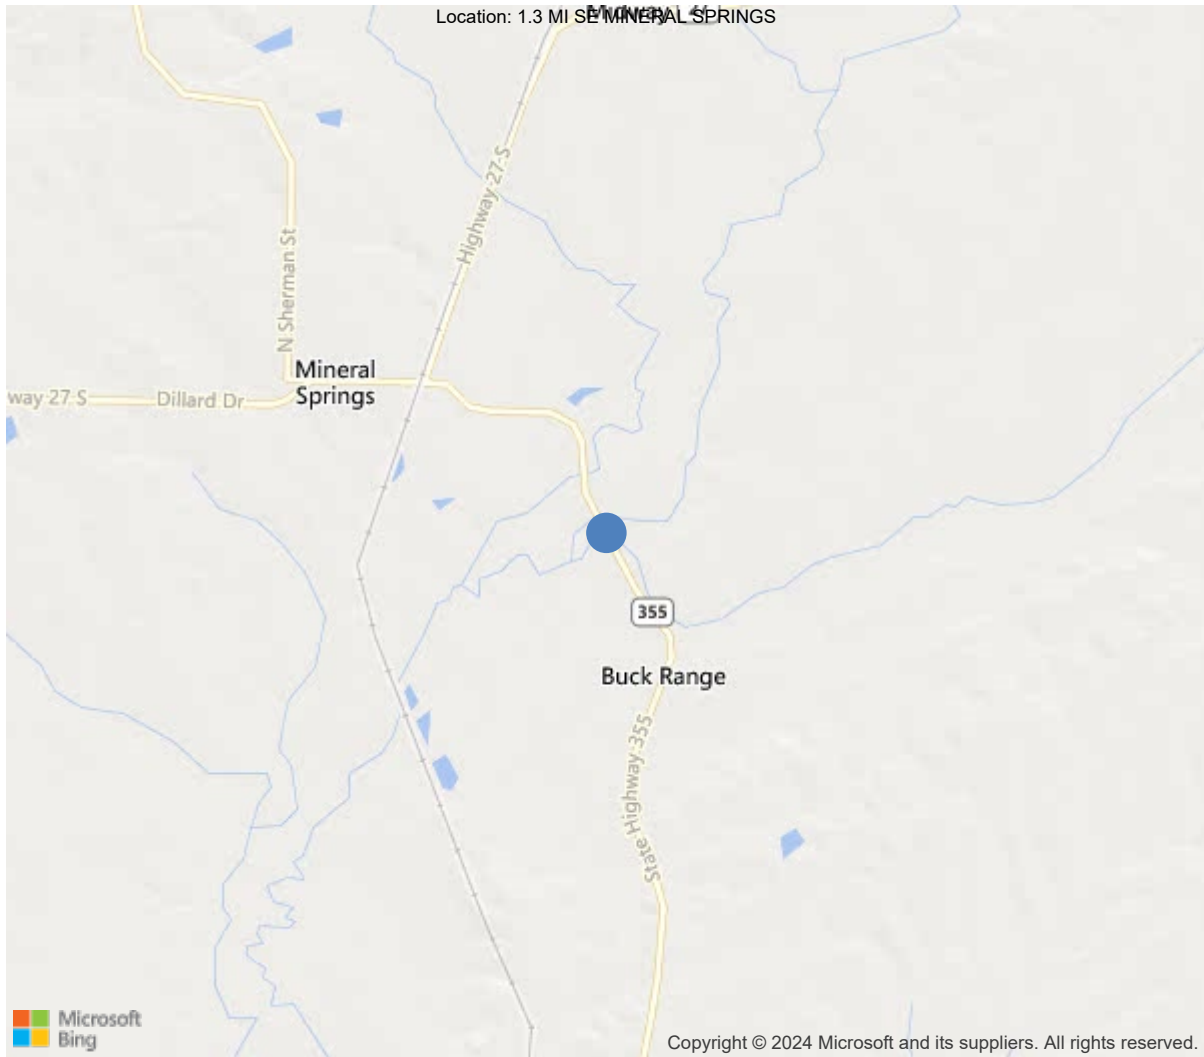 Location: 1.3 MI SE MINERAL SPRINGS
Midway
Highway 27 S
N Sherman St
Mineral
Springs
way 27 S
Dillard Dr
355
Buck Range
State Highway 355
Microsoft
Bing
Copyright © 2024 Microsoft and its suppliers. All rights reserved.